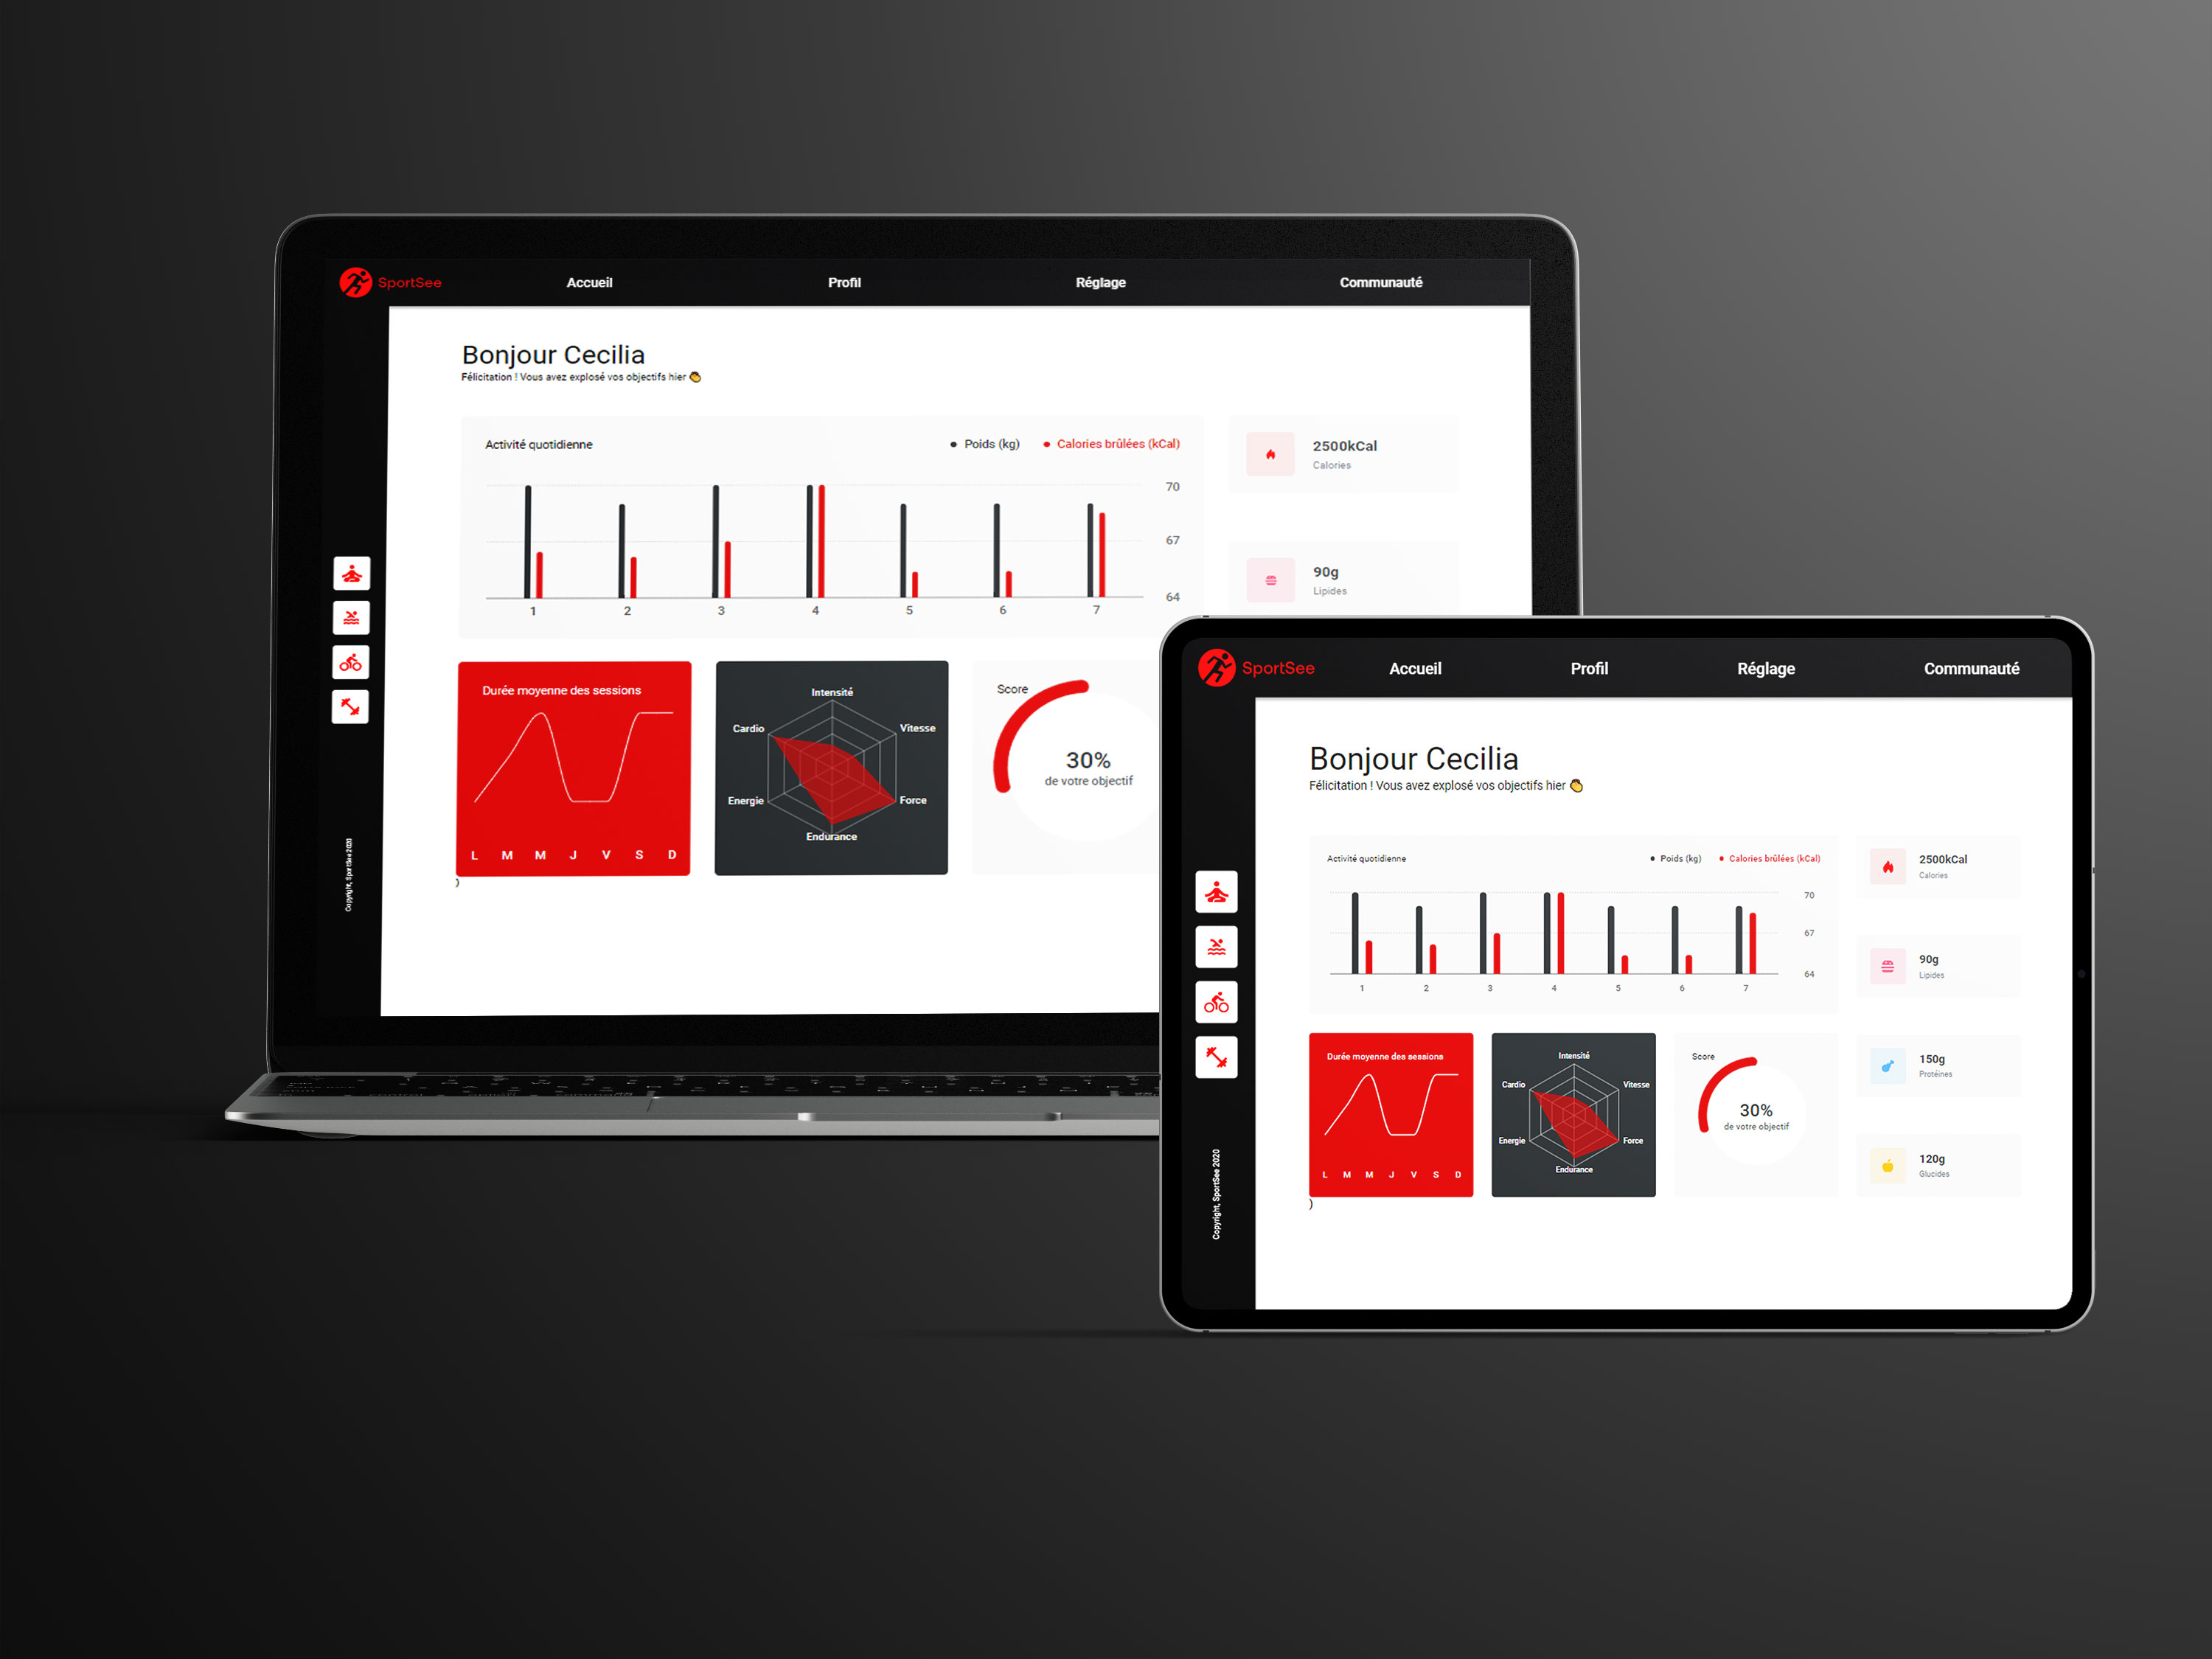 SportSee Accueil Profil Réglage Communauté
Bonjour Cecilia
Félicitation ! Vous avez explosé vos objectifs hier 👏
Activité quotidienne Poids (kg) Calories brûlées (kCal)
70
67
64
1 2 3 4 5 6 7
2500kCal
Calories
90g
Lipides
Durée moyenne des sessions
L M M J V S D
)
Intensité
Vitesse
Force
Endurance
Energie
Cardio
Score
30%
de votre objectif
Copyright, SportSee 2020
SportSee Accueil Profil Réglage Communauté
Bonjour Cecilia
Félicitation ! Vous avez explosé vos objectifs hier 👏
Activité quotidienne Poids (kg) Calories brûlées (kCal)
70
67
64
1 2 3 4 5 6 7
2500kCal
Calories
90g
Lipides
150g
Protéines
120g
Glucides
Durée moyenne des sessions
L M M J V S D
)
Intensité
Vitesse
Force
Endurance
Energie
Cardio
Score
30%
de votre objectif
Copyright, SportSee 2020